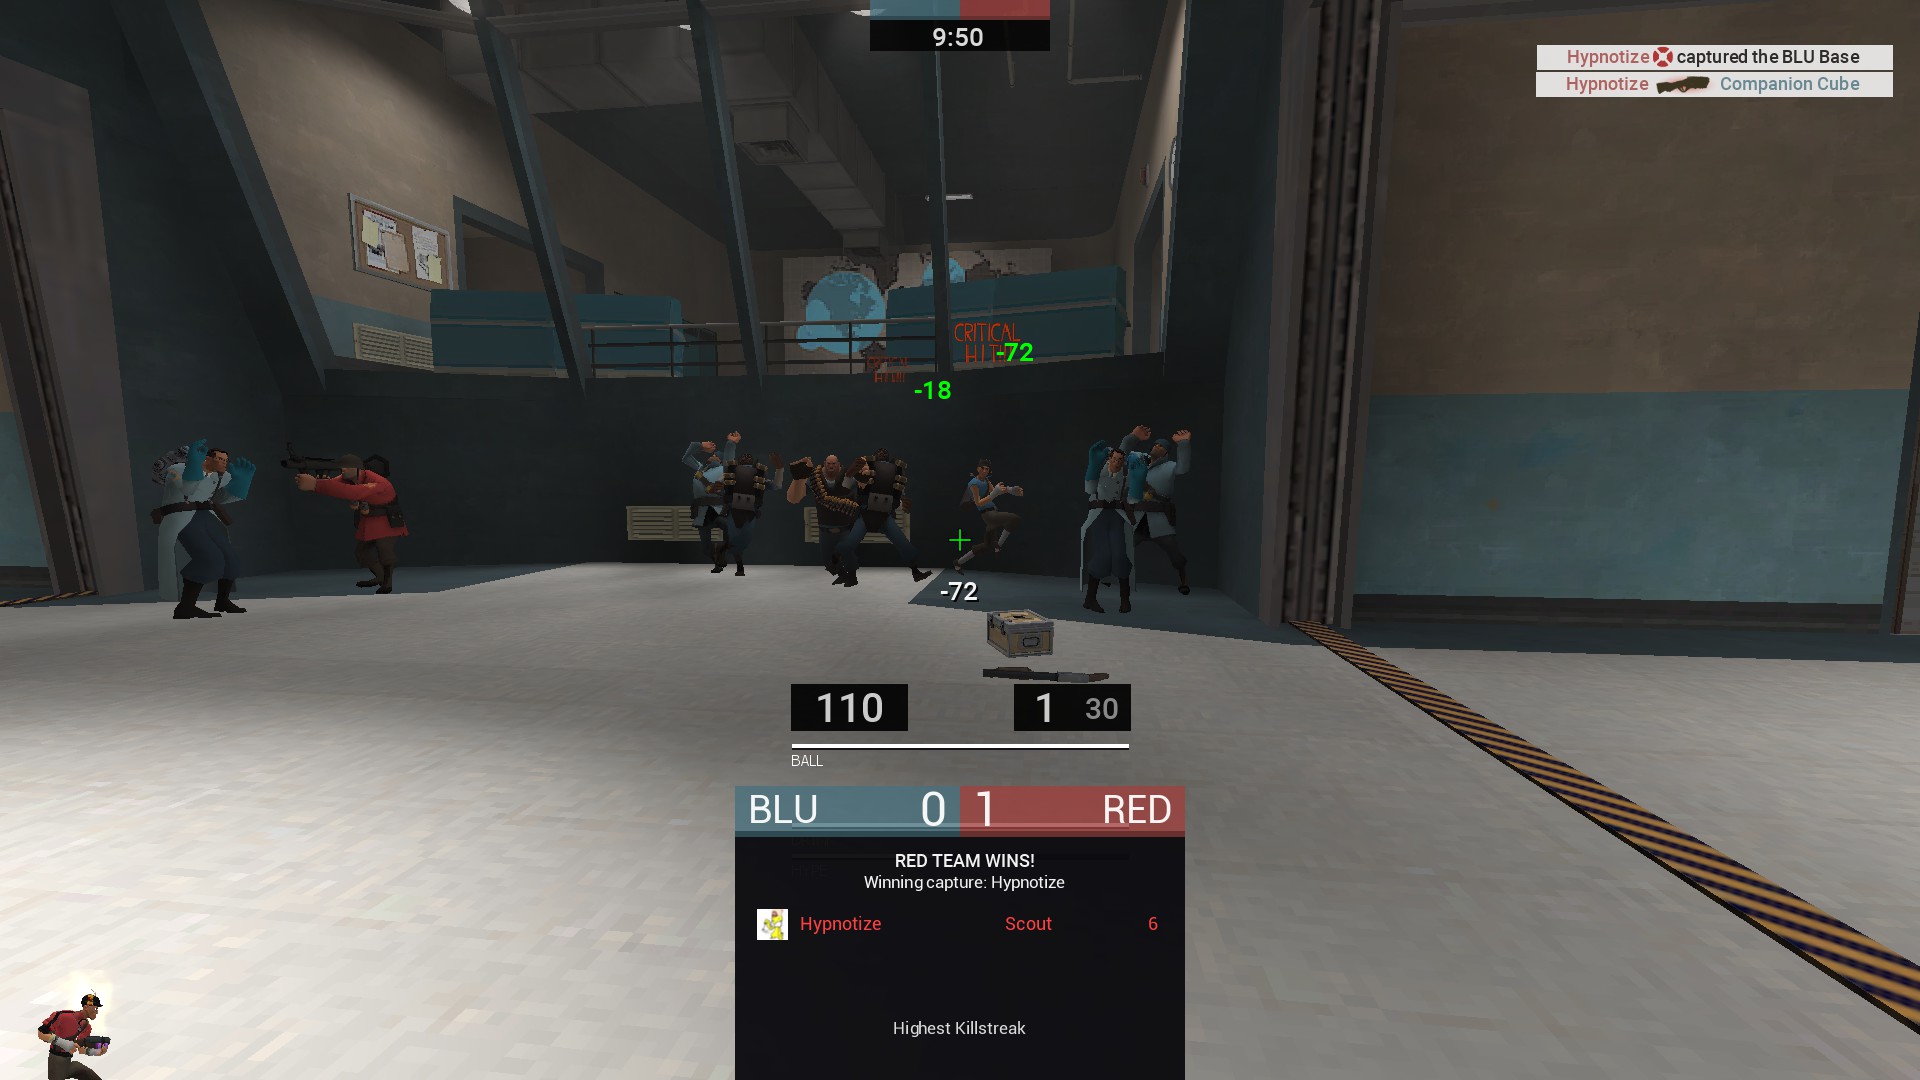 9:50
Hypnotize captured the BLU Base
Hypnotize Companion Cube
CRITICAL
HIT!!!
-72
-18
-72
110
1 30
BALL
BLU 0 1 RED
RED TEAM WINS!
Winning capture: Hypnotize
Hypnotize Scout 6
Highest Killstreak